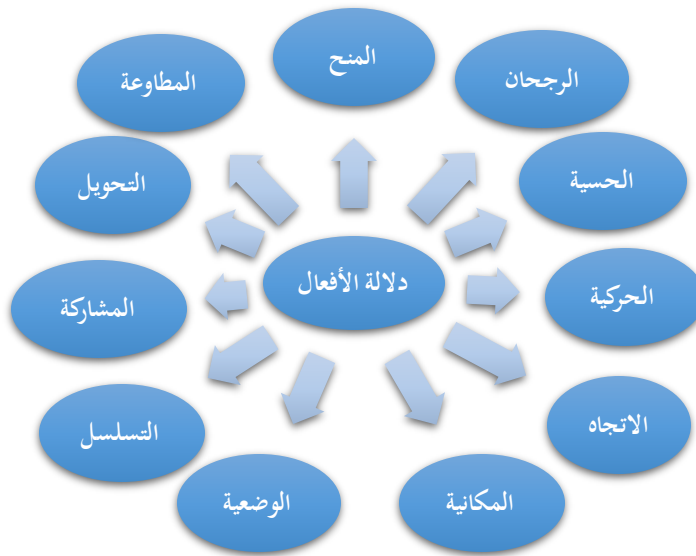 المنح
الرجحان
المطاوعة
الحسية
التحويل
دلالة الأفعال
الحركية
المشاركة
الاتجاه
التسلسل
المكانية
الوضعية